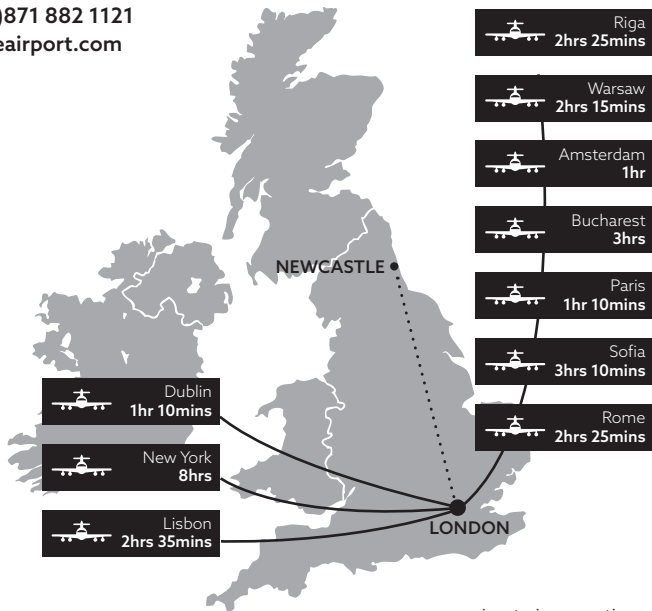 )871 882 1121
eairport.com
Riga
2hrs 25mins
Warsaw
2hrs 15mins
Amsterdam
1hr
Bucharest
3hrs
Paris
1hr 10mins
Sofia
3hrs 10mins
Rome
2hrs 25mins
NEWCASTLE
Dublin
1hr 10mins
New York
8hrs
Lisbon
2hrs 35mins
LONDON